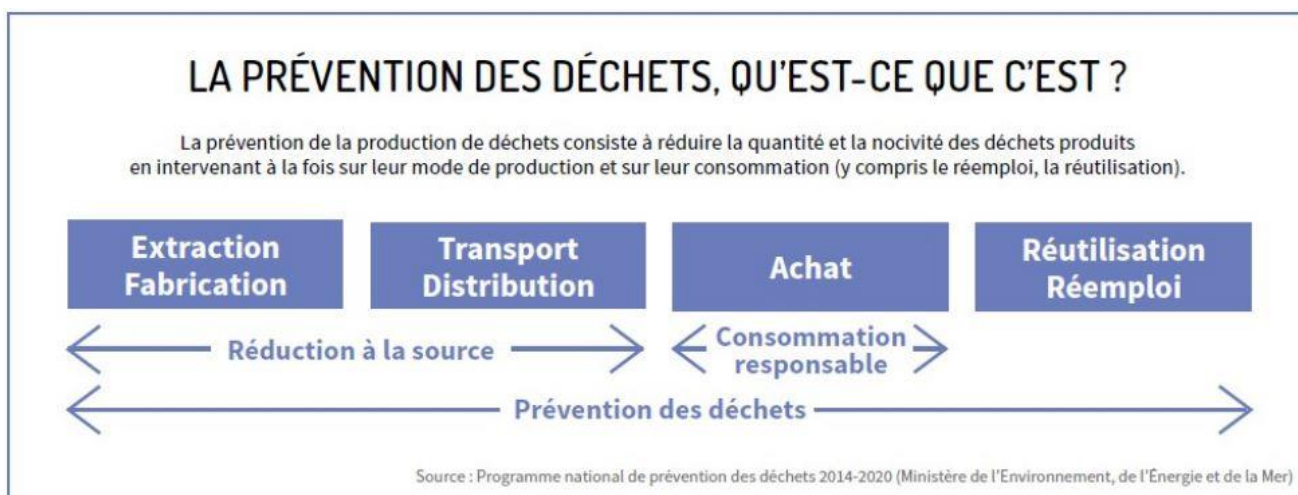 LA PRÉVENTION DES DÉCHETS, QU’EST-CE QUE C’EST ?
La prévention de la production de déchets consiste à réduire la quantité et la nocivité des déchets produits
en intervenant à la fois sur leur mode de production et sur leur consommation (y compris le réemploi, la réutilisation).
Extraction
Fabrication
Transport
Distribution
Achat
Réutilisation
Réemploi
Réduction à la source
Consommation
responsable
Prévention des déchets
Source : Programme national de prévention des déchets 2014-2020 (Ministère de l’Environnement, de l’Énergie et de la Mer)